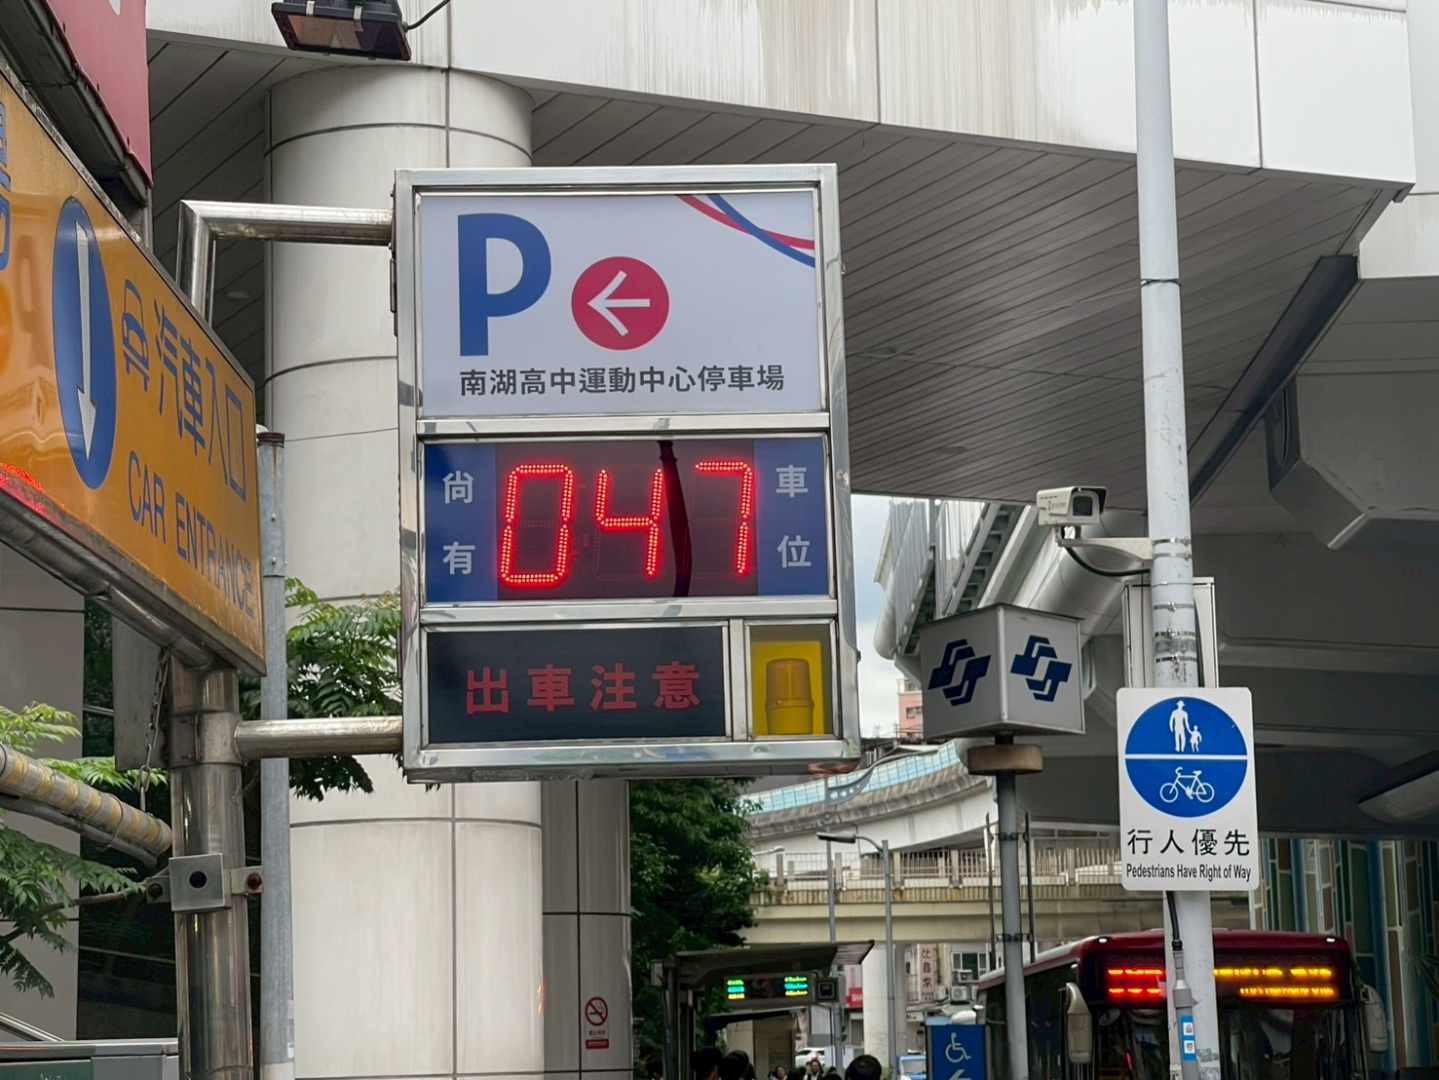 汽車入口
CAR ENTRANCE
P
南湖高中運動中心停車場
尚有
047
車位
出車注意
行人優先
Pedestrians Have Right of Way